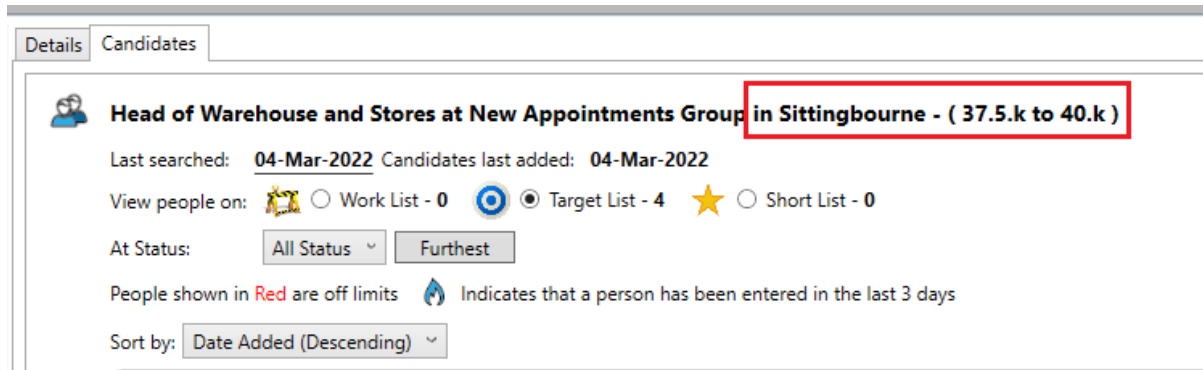 Details Candidates
Head of Warehouse and Stores at New Appointments Group in Sittingbourne - ( 37.5.k to 40.k )
Last searched: 04-Mar-2022 Candidates last added: 04-Mar-2022
View people on: Work List - 0 Target List - 4 Short List - 0
At Status: All Status Furthest
People shown in Red are off limits Indicates that a person has been entered in the last 3 days
Sort by: Date Added (Descending)